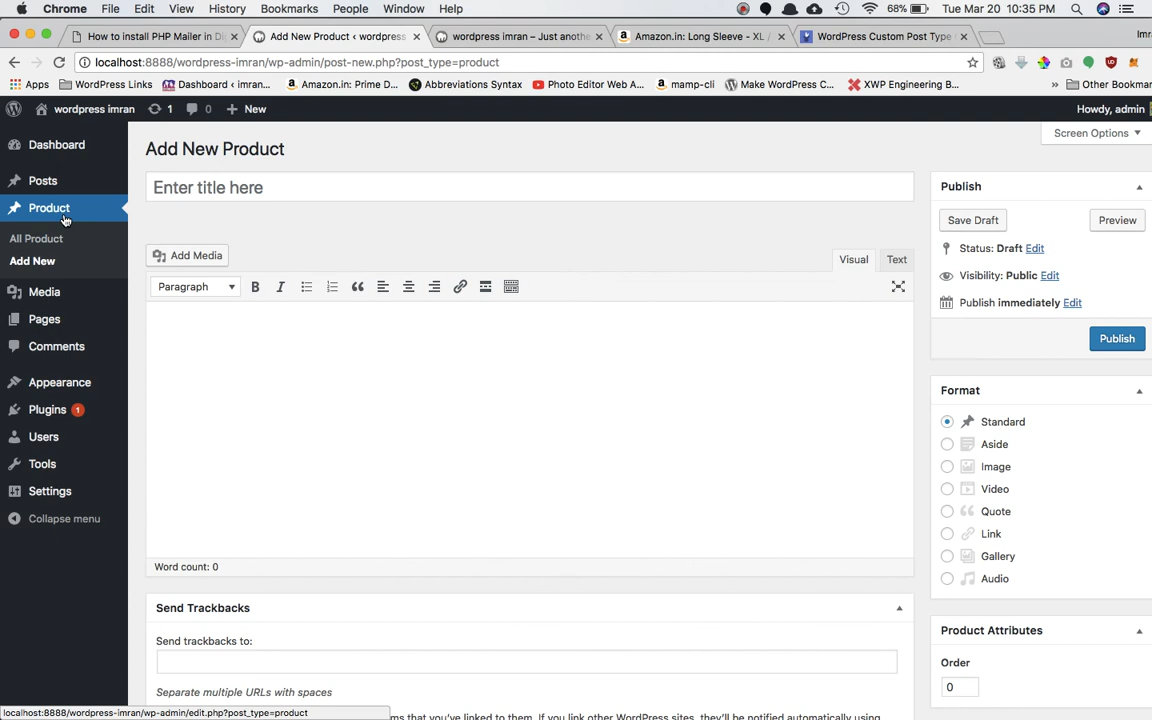 Chrome File Edit View History Bookmarks People Window Help 68% Tue Mar 20 10:35 PM
How to install PHP Mailer in Di Add New Product ‹ wordpress wordpress imran – Just anothe Amazon.in: Long Sleeve - XL / WordPress Custom Post Type Imr
localhost:8888/wordpress-imran/wp-admin/post-new.php?post_type=product
Apps WordPress Links Dashboard ‹ imran... Amazon.in: Prime D... Abbreviations Syntax Photo Editor Web A... mamp-cli Make WordPress C... XWP Engineering B... » Other Bookmar
wordpress imran 1 0 + New Howdy, admin
Screen Options
Dashboard
Posts
Product
All Product
Add New
Media
Pages
Comments
Appearance
Plugins 1
Users
Tools
Settings
Collapse menu
Add New Product
Enter title here
Add Media
Visual Text
Paragraph B I
Word count: 0
Send Trackbacks
Send trackbacks to:
Separate multiple URLs with spaces
ms that you've linked to them. If you link other WordPress sites, they'll be notified automatically using
Publish
Save Draft Preview
Status: Draft Edit
Visibility: Public Edit
Publish immediately Edit
Publish
Format
Standard
Aside
Image
Video
Quote
Link
Gallery
Audio
Product Attributes
Order
0
localhost:8888/wordpress-imran/wp-admin/edit.php?post_type=product